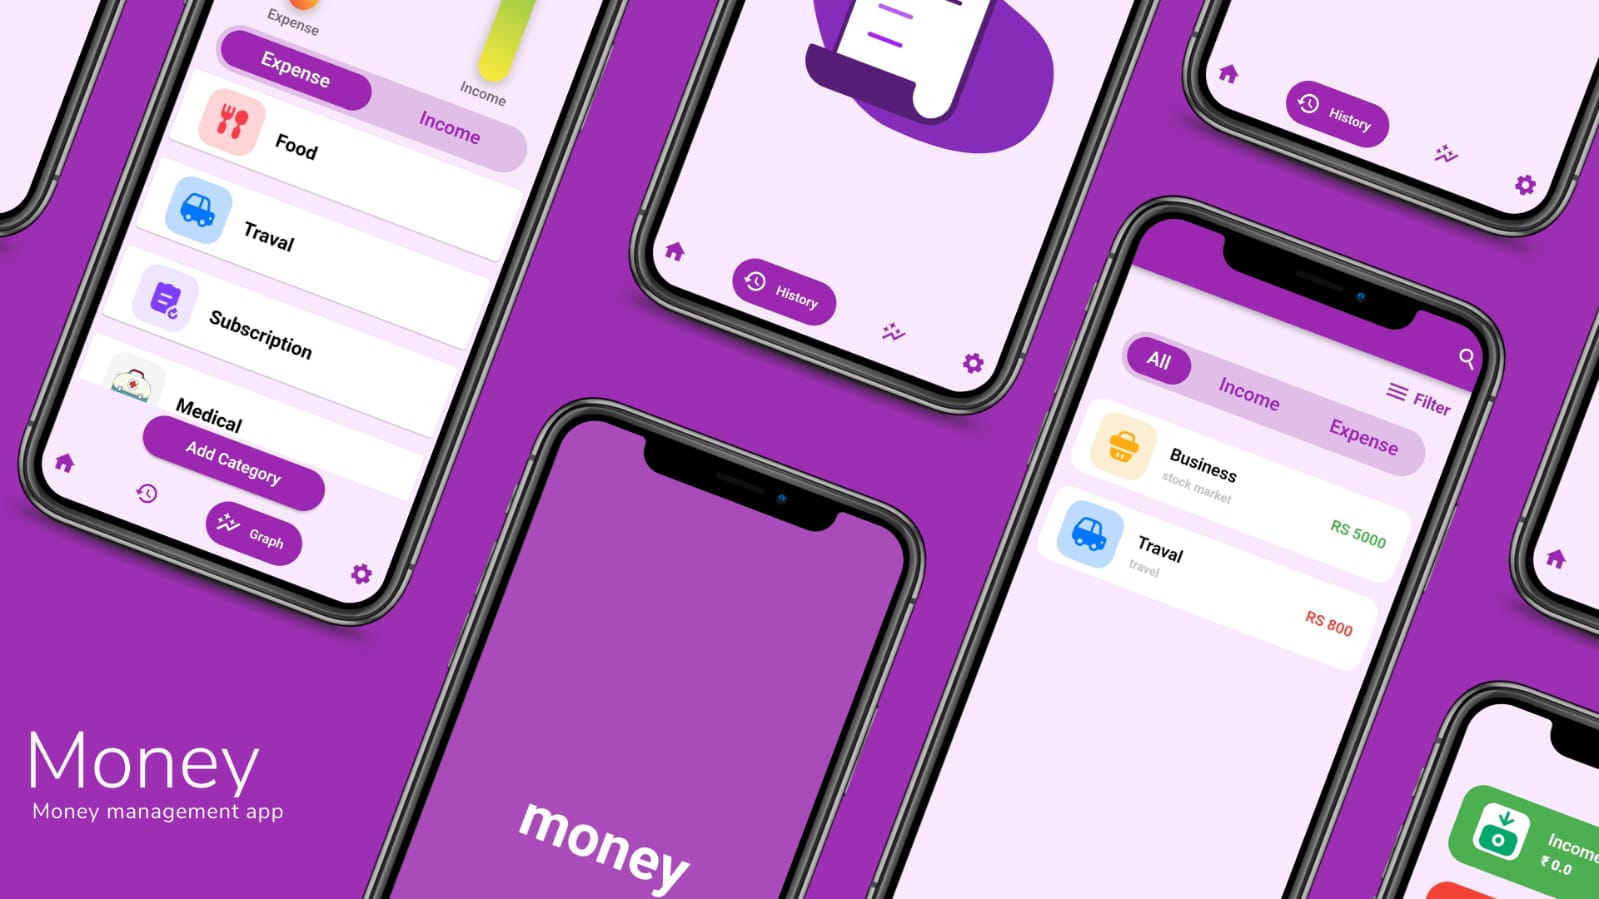 Expense
Income
Expense
Income
Food
Traval
Subscription
Medical
Add Category
Graph
History
History
All
Income
Expense
Filter
Business
stock market
RS 5000
Traval
travel
RS 800
money
Money
Money management app
Income
₹ 0.0